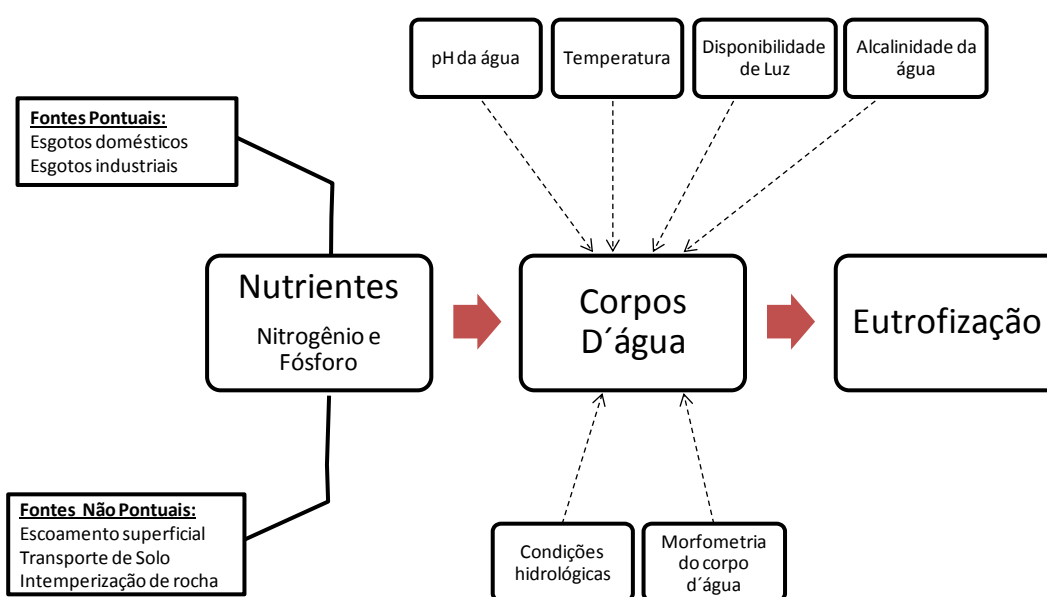 pH da água
Temperatura
Disponibilidade
de Luz
Alcalinidade da
água
Fontes Pontuais:
Esgotos domésticos
Esgotos industriais
Nutrientes
Nitrogênio e
Fósforo
Corpos
D´água
Eutrofização
Fontes Não Pontuais:
Escoamento superficial
Transporte de Solo
Intemperização de rocha
Condições
hidrológicas
Morfometria
do corpo
d´água